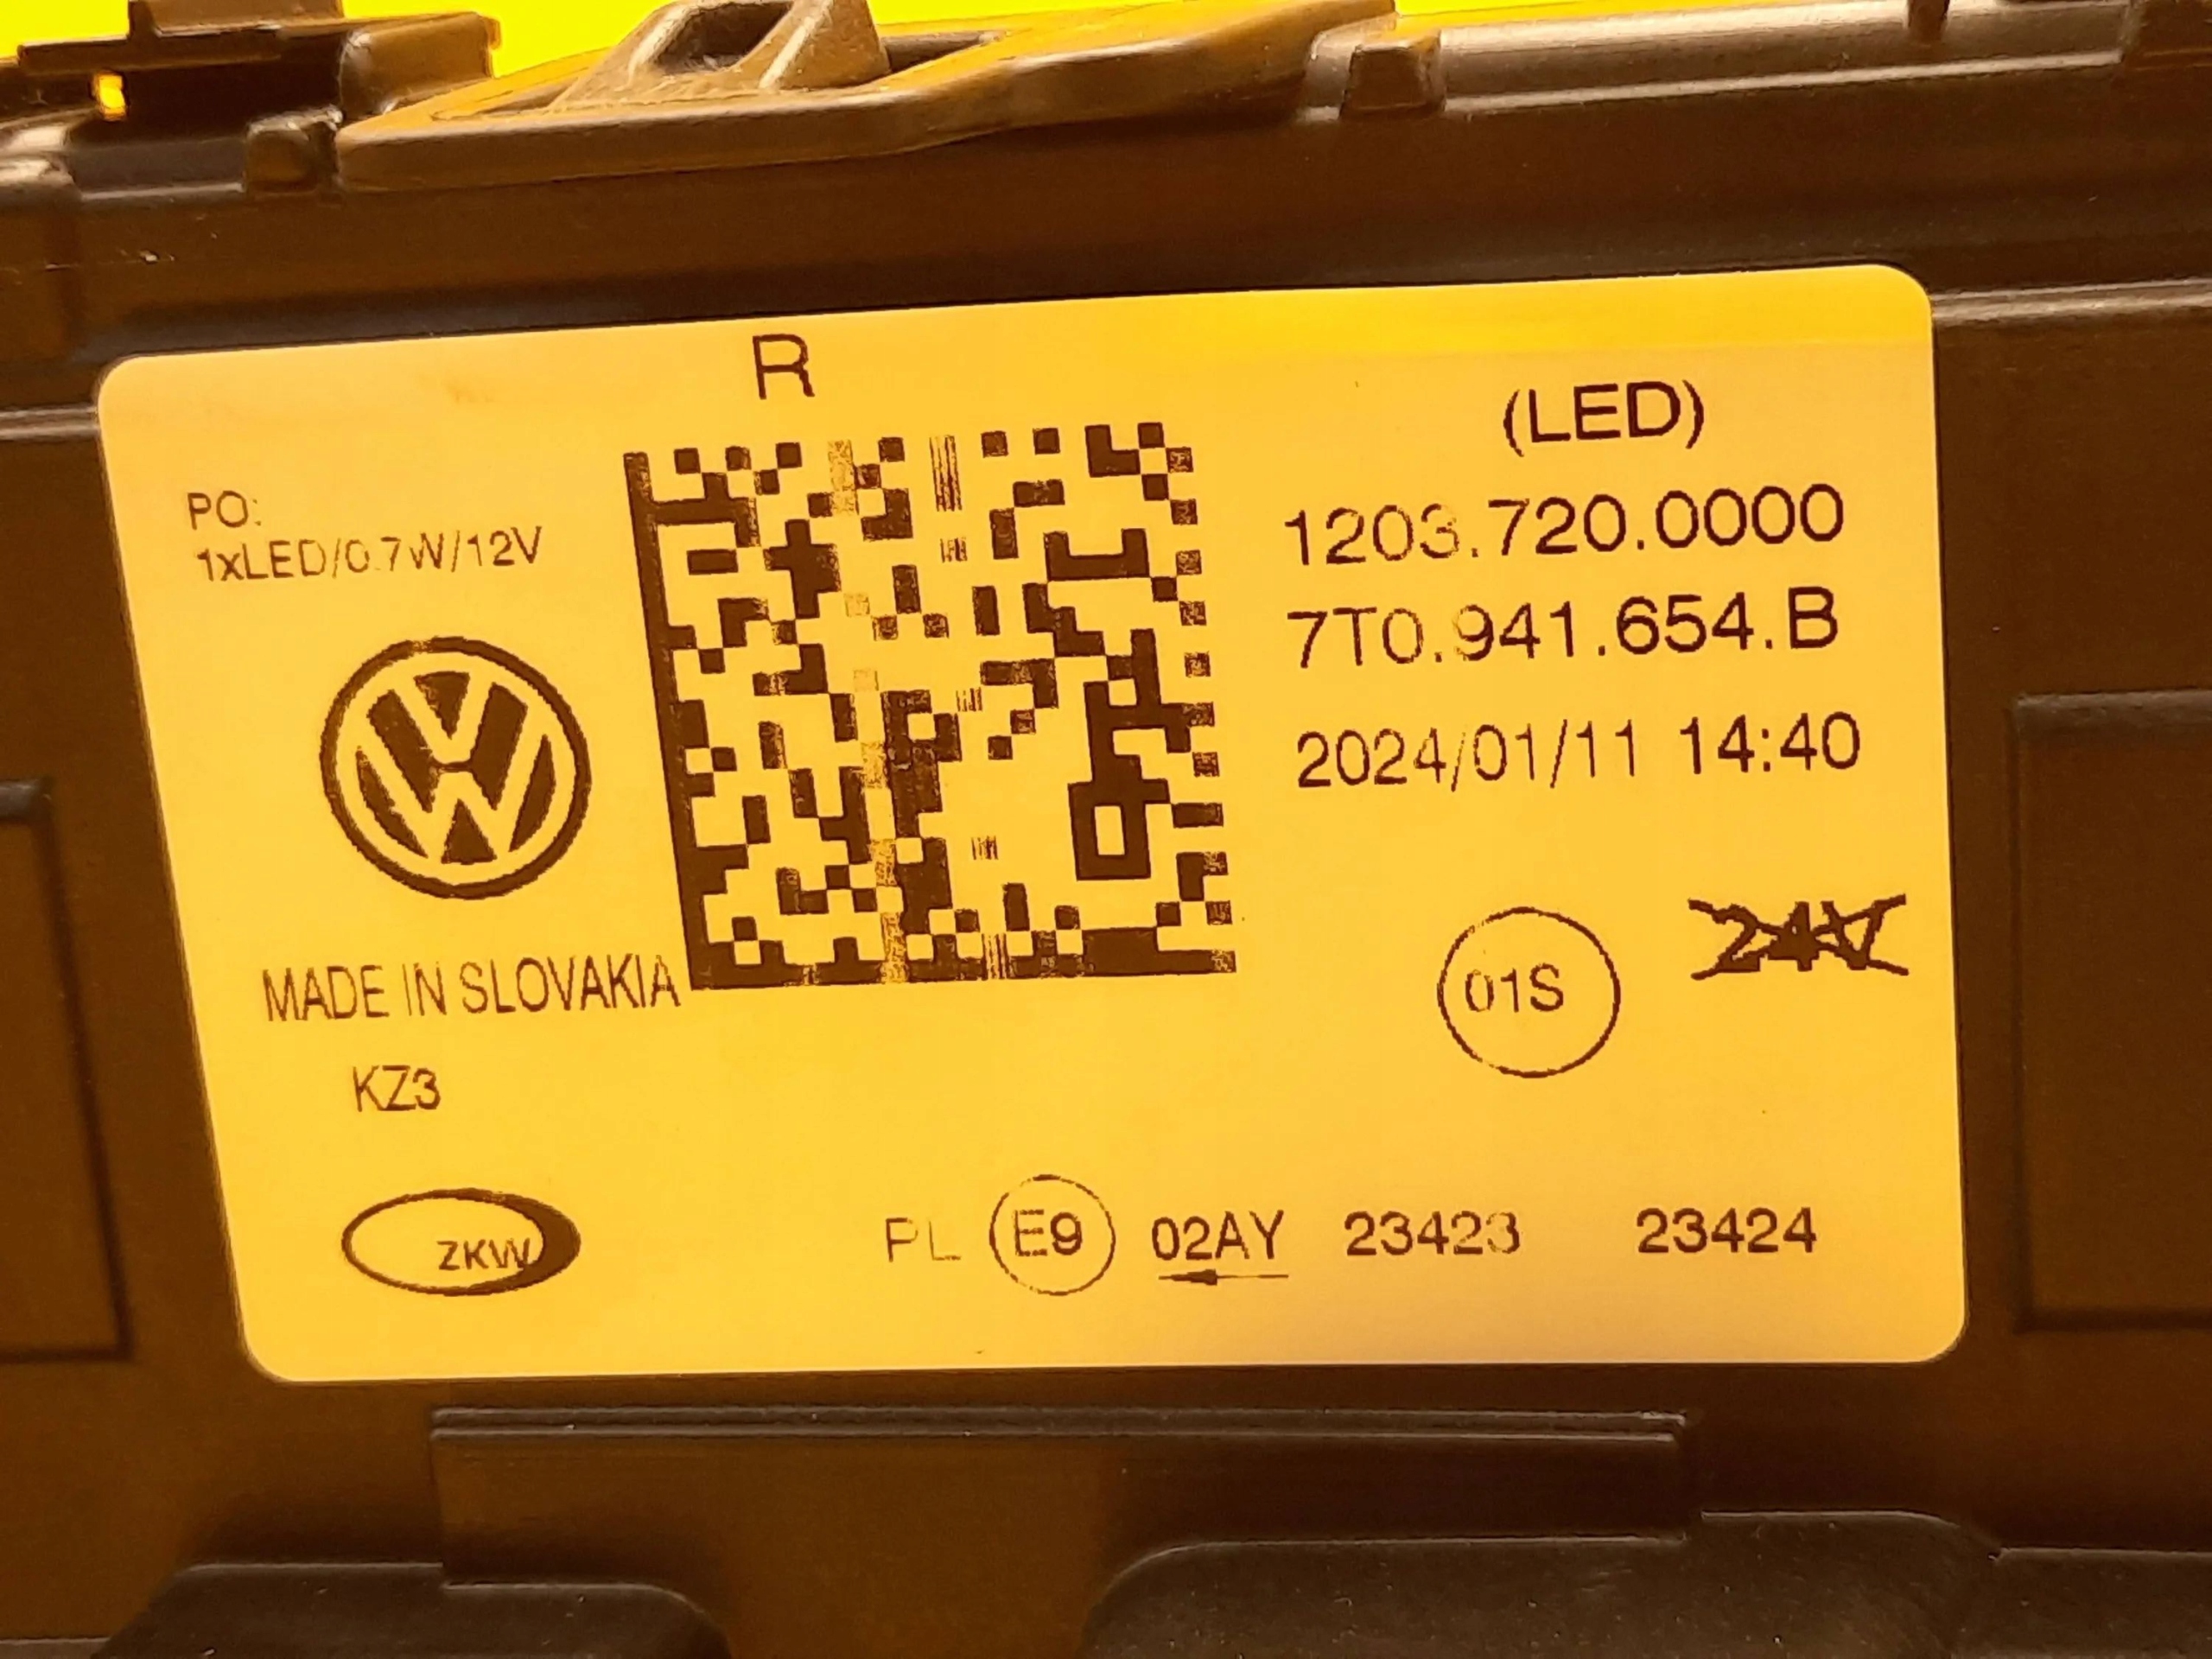 R
(LED)
PO:
1xLED/0.7W/12V
1203.720.0000
7T0.941.654.B
2024/01/11 14:40
24V
01S
MADE IN SLOVAKIA
KZ3
ZKW
PL E9 02AY 23423 23424